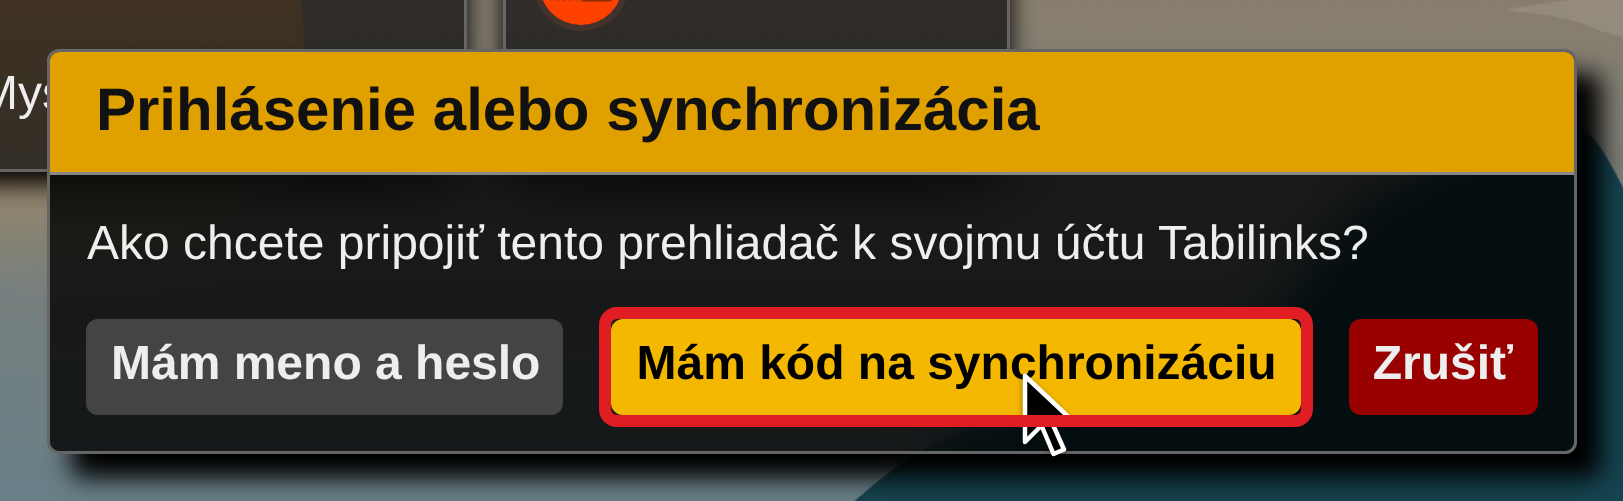 Prihlásenie alebo synchronizácia
Ako chcete pripojiť tento prehliadač k svojmu účtu Tabilinks?
Mám meno a heslo
Mám kód na synchronizáciu
Zrušiť